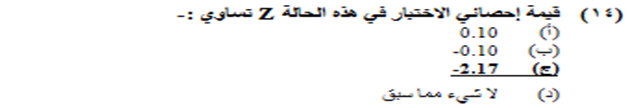 (١٤) قيمة إحصائي الاختبار في هذه الحالة Z تساوي :-
(أ) 0.10
(ب) -0.10
(ج) -2.17
(د) لا شيء مما سبق